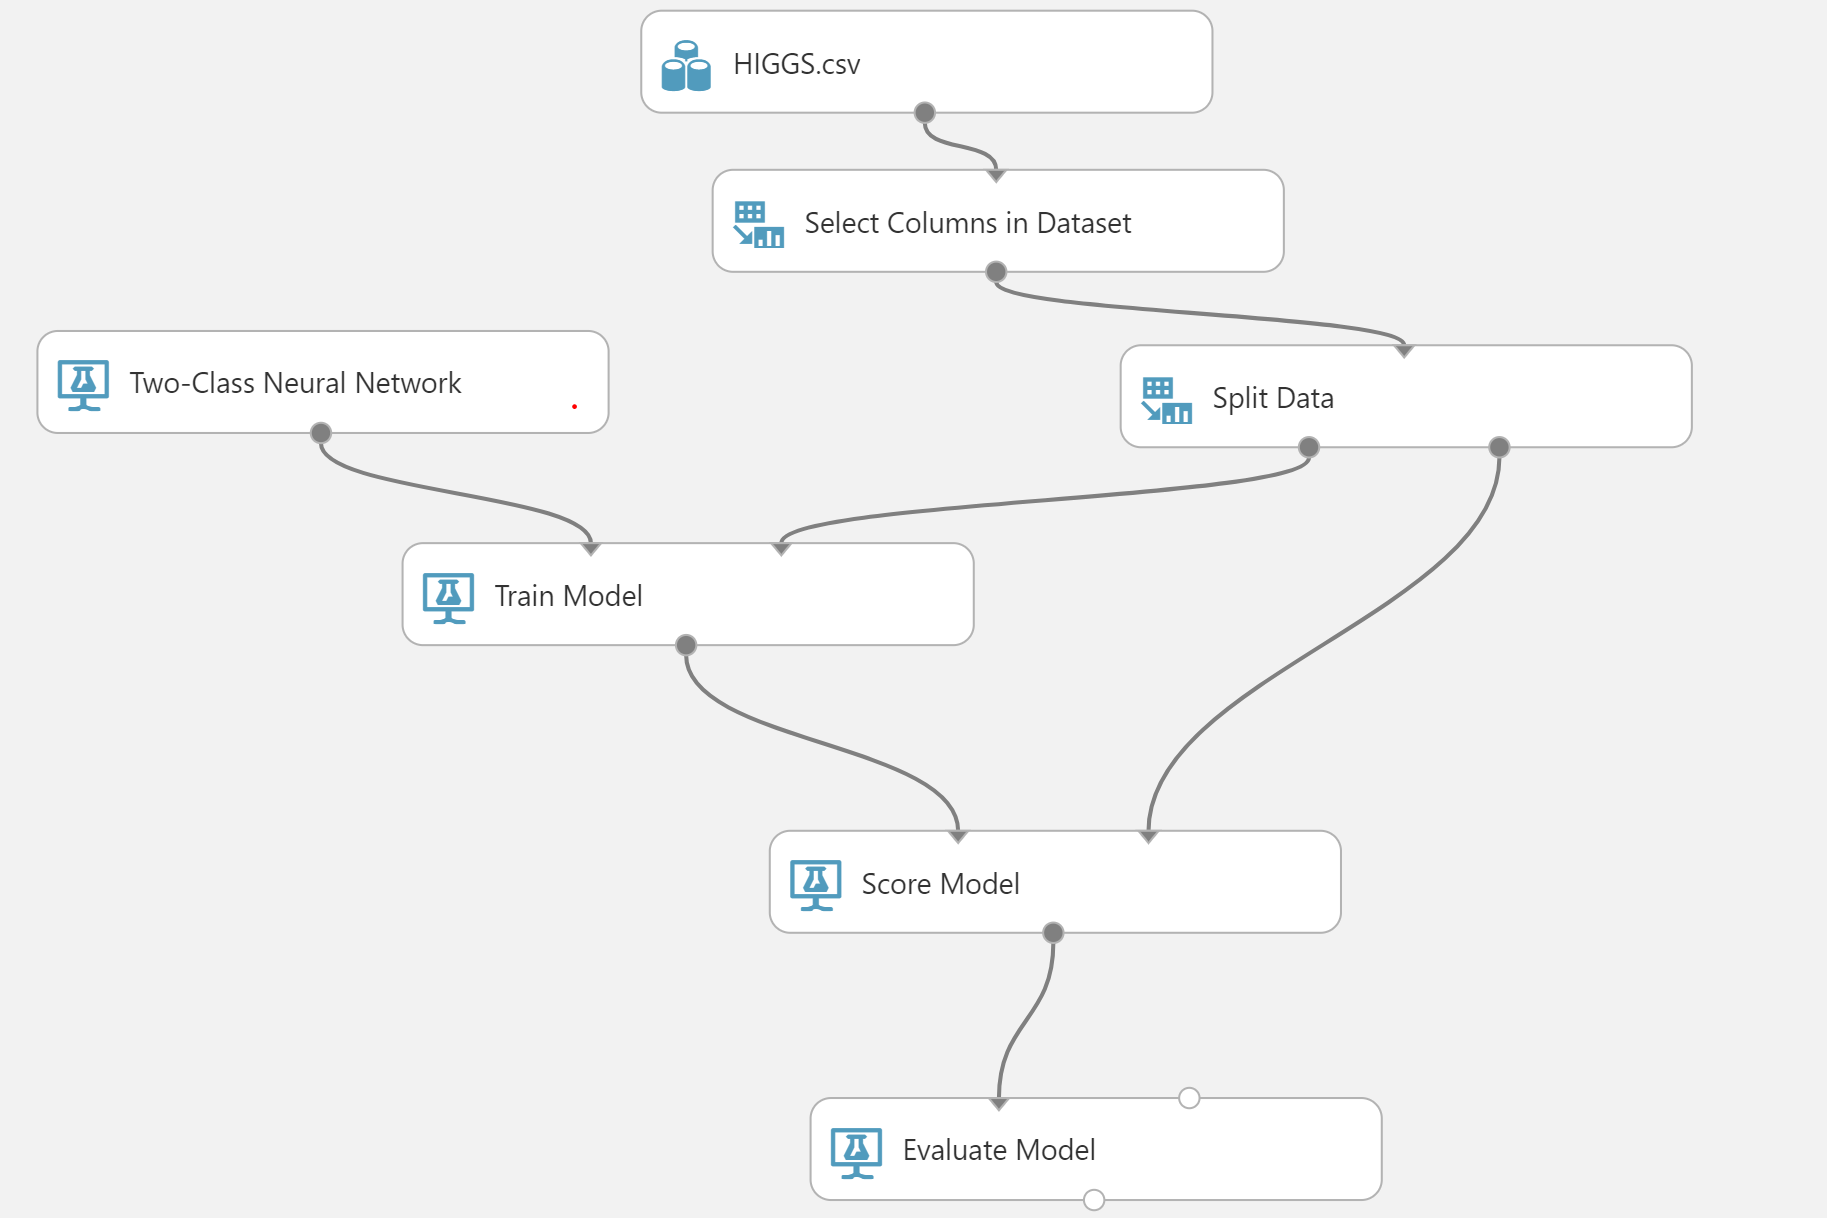 HIGGS.csv
Select Columns in Dataset
Two-Class Neural Network
Split Data
Train Model
Score Model
Evaluate Model